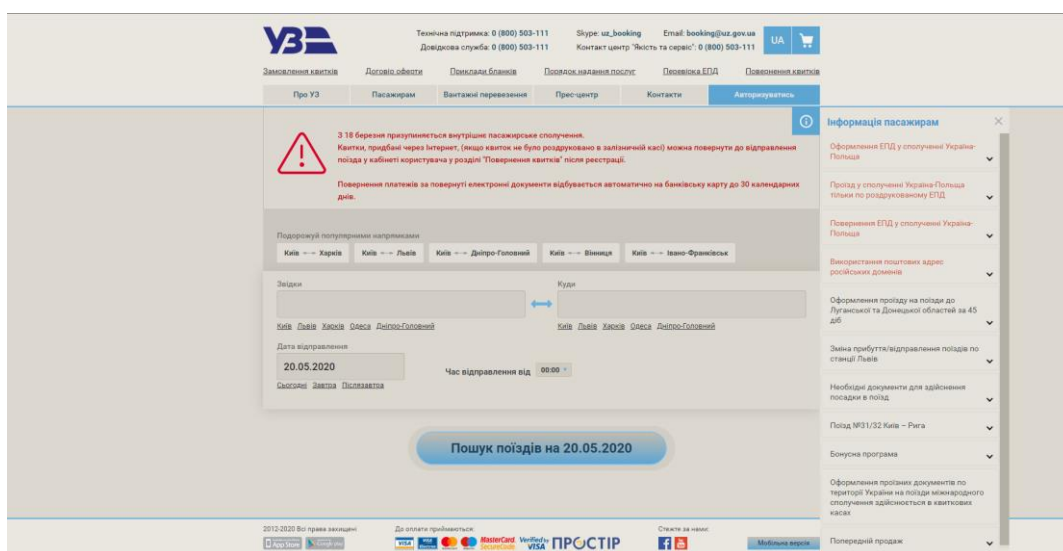 УЗ
Технічна підтримка: 0 (800) 503-111 Skype: uz_booking Email: booking@uz.gov.ua
Довідкова служба: 0 (800) 503-111 Контакт центр "Якість та сервіс": 0 (800) 503-111
UA
Замовлення квитків Договір оферти Приклади бланків Порядок надання послуг Перевірка ЕПД Повернення квитків
Про УЗ Пасажирам Вантажні перевезення Прес-центр Контакти Авторизуватись
З 18 березня призупиняється внутрішнє пасажирське сполучення.
Квитки, придбані через Інтернет, (якщо квиток не було роздруковано в залізничній касі) можна повернути до відправлення
поїзда у кабінеті користувача у розділі "Повернення квитків" після реєстрації.
Повернення платежів за повернуті електронні документи відбувається автоматично на банківську карту до 30 календарних
днів.
Подорожуй популярними напрямками
Київ ←→ Харків Київ ←→ Львів Київ ←→ Дніпро-Головний Київ ←→ Вінниця Київ ←→ Івано-Франківськ
Звідки Куди
Київ Львів Харків Одеса Дніпро-Головний Київ Львів Харків Одеса Дніпро-Головний
Дата відправлення
20.05.2020
Час відправлення від 00:00
Сьогодні Завтра Післязавтра
Пошук поїздів на 20.05.2020
Інформація пасажирам
Оформлення ЕПД у сполученні Україна-
Польща
Проїзд у сполученні Україна-Польща
тільки по роздрукованому ЕПД
Повернення ЕПД у сполученні Україна-
Польща
Використання поштових адрес
російських доменів
Оформлення проїзду на поїзди до
Луганської та Донецької областей за 45
діб
Зміна прибуття/відправлення поїздів по
станції Львів
Необхідні документи для здійснення
посадки в поїзд
Поїзд №31/32 Київ – Рига
Бонусна програма
Оформлення проїзних документів по
території України на поїзди міжнародного
сполучення здійснюється в квиткових
касах
Попередній продаж
2012-2020 Всі права захищені До оплати приймаються: Стежте за нами:
App Store Google play VISA MasterCard SecureCode Verified by VISA ПРОСТІР Мобільна версія